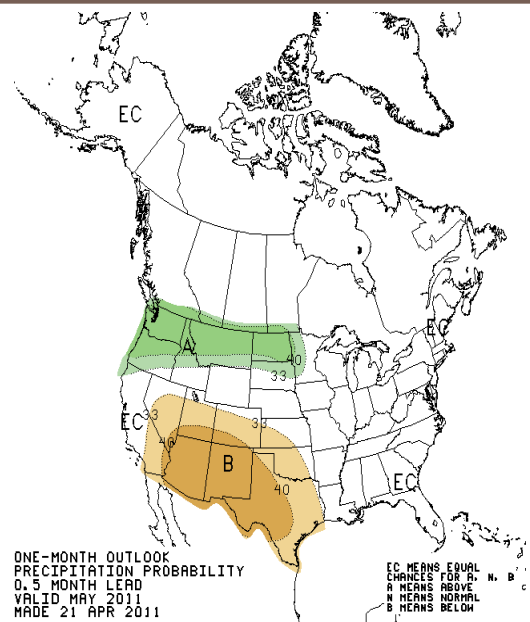 EC
A
EC
40
33
EC
33
33
40
B
40
EC
ONE-MONTH OUTLOOK
PRECIPITATION PROBABILITY
0.5 MONTH LEAD
VALID MAY 2011
MADE 21 APR 2011
EC MEANS EQUAL
CHANCES FOR A, N, B
A MEANS ABOVE
N MEANS NORMAL
B MEANS BELOW